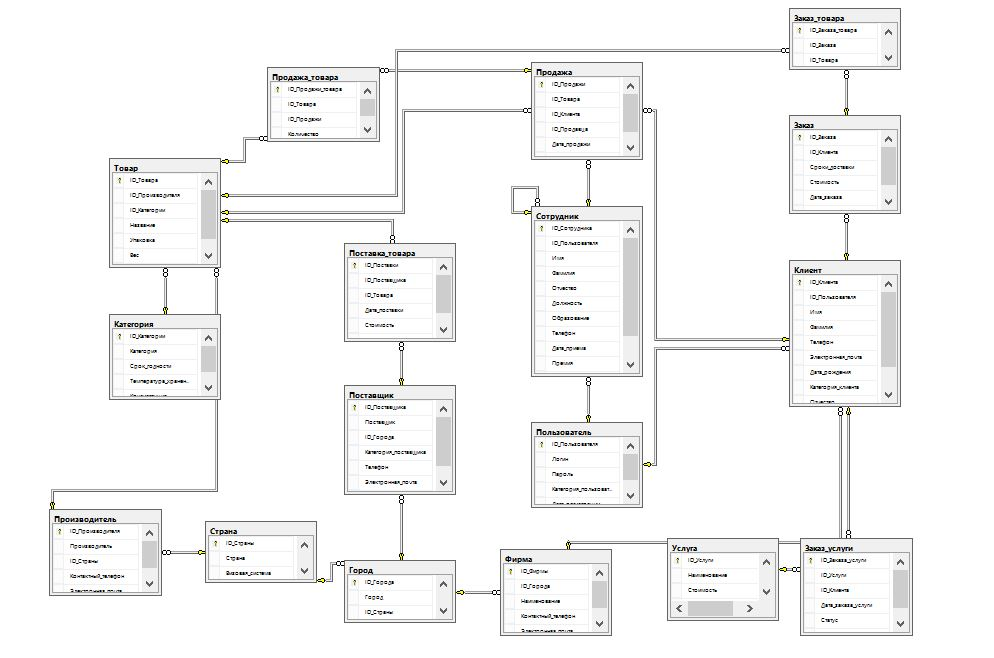 Заказ_товара
ID_Заказа_товара
ID_Заказа
ID_Товара
Продажа_товара
ID_Продажи_товара
ID_Товара
ID_Продажи
Количество
Продажа
ID_Продажи
ID_Товара
ID_Клиента
ID_Продавца
Дата_продажи
Заказ
ID_Заказа
ID_Клиента
Сроки_доставки
Стоимость
Дата_заказа
Товар
ID_Товара
ID_Производителя
ID_Категории
Название
Упаковка
Вес
Сотрудник
ID_Сотрудника
ID_Пользователя
Имя
Фамилия
Отчество
Должность
Образование
Телефон
Дата_приема
Премия
Поставка_товара
ID_Поставки
ID_Поставщика
ID_Товара
Дата_поставки
Стоимость
Клиент
ID_Клиента
ID_Пользователя
Имя
Фамилия
Телефон
Электронная_почта
Дата_рождения
Категория_клиента
Отчество
Категория
ID_Категории
Категория
Срок_годности
Температура_хранен...
Поставщик
ID_Поставщика
Поставщик
ID_Города
Категория_поставщика
Телефон
Электронная_почта
Пользователь
ID_Пользователя
Логин
Пароль
Категория_пользоват...
Производитель
ID_Производителя
Производитель
ID_Страны
Контактный_телефон
Электронная_почта
Страна
ID_Страны
Страна
Визовая_система
Город
ID_Города
Город
ID_Страны
Фирма
ID_Фирмы
ID_Города
Наименование
Контактный_телефон
Электронная_почта
Услуга
ID_Услуги
Наименование
Стоимость
Заказ_услуги
ID_Заказа_услуги
ID_Услуги
ID_Клиента
Дата_заказа_услуги
Статус